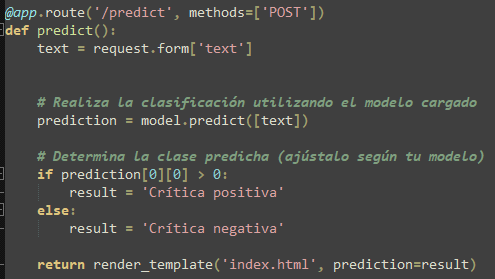 @app.route('/predict', methods=['POST'])
def predict():
    text = request.form['text']
    # Realiza la clasificación utilizando el modelo cargado
    prediction = model.predict([text])
    # Determina la clase predicha (ajústalo según tu modelo)
    if prediction[0][0] > 0:
        result = 'Crítica positiva'
    else:
        result = 'Crítica negativa'
    return render_template('index.html', prediction=result)